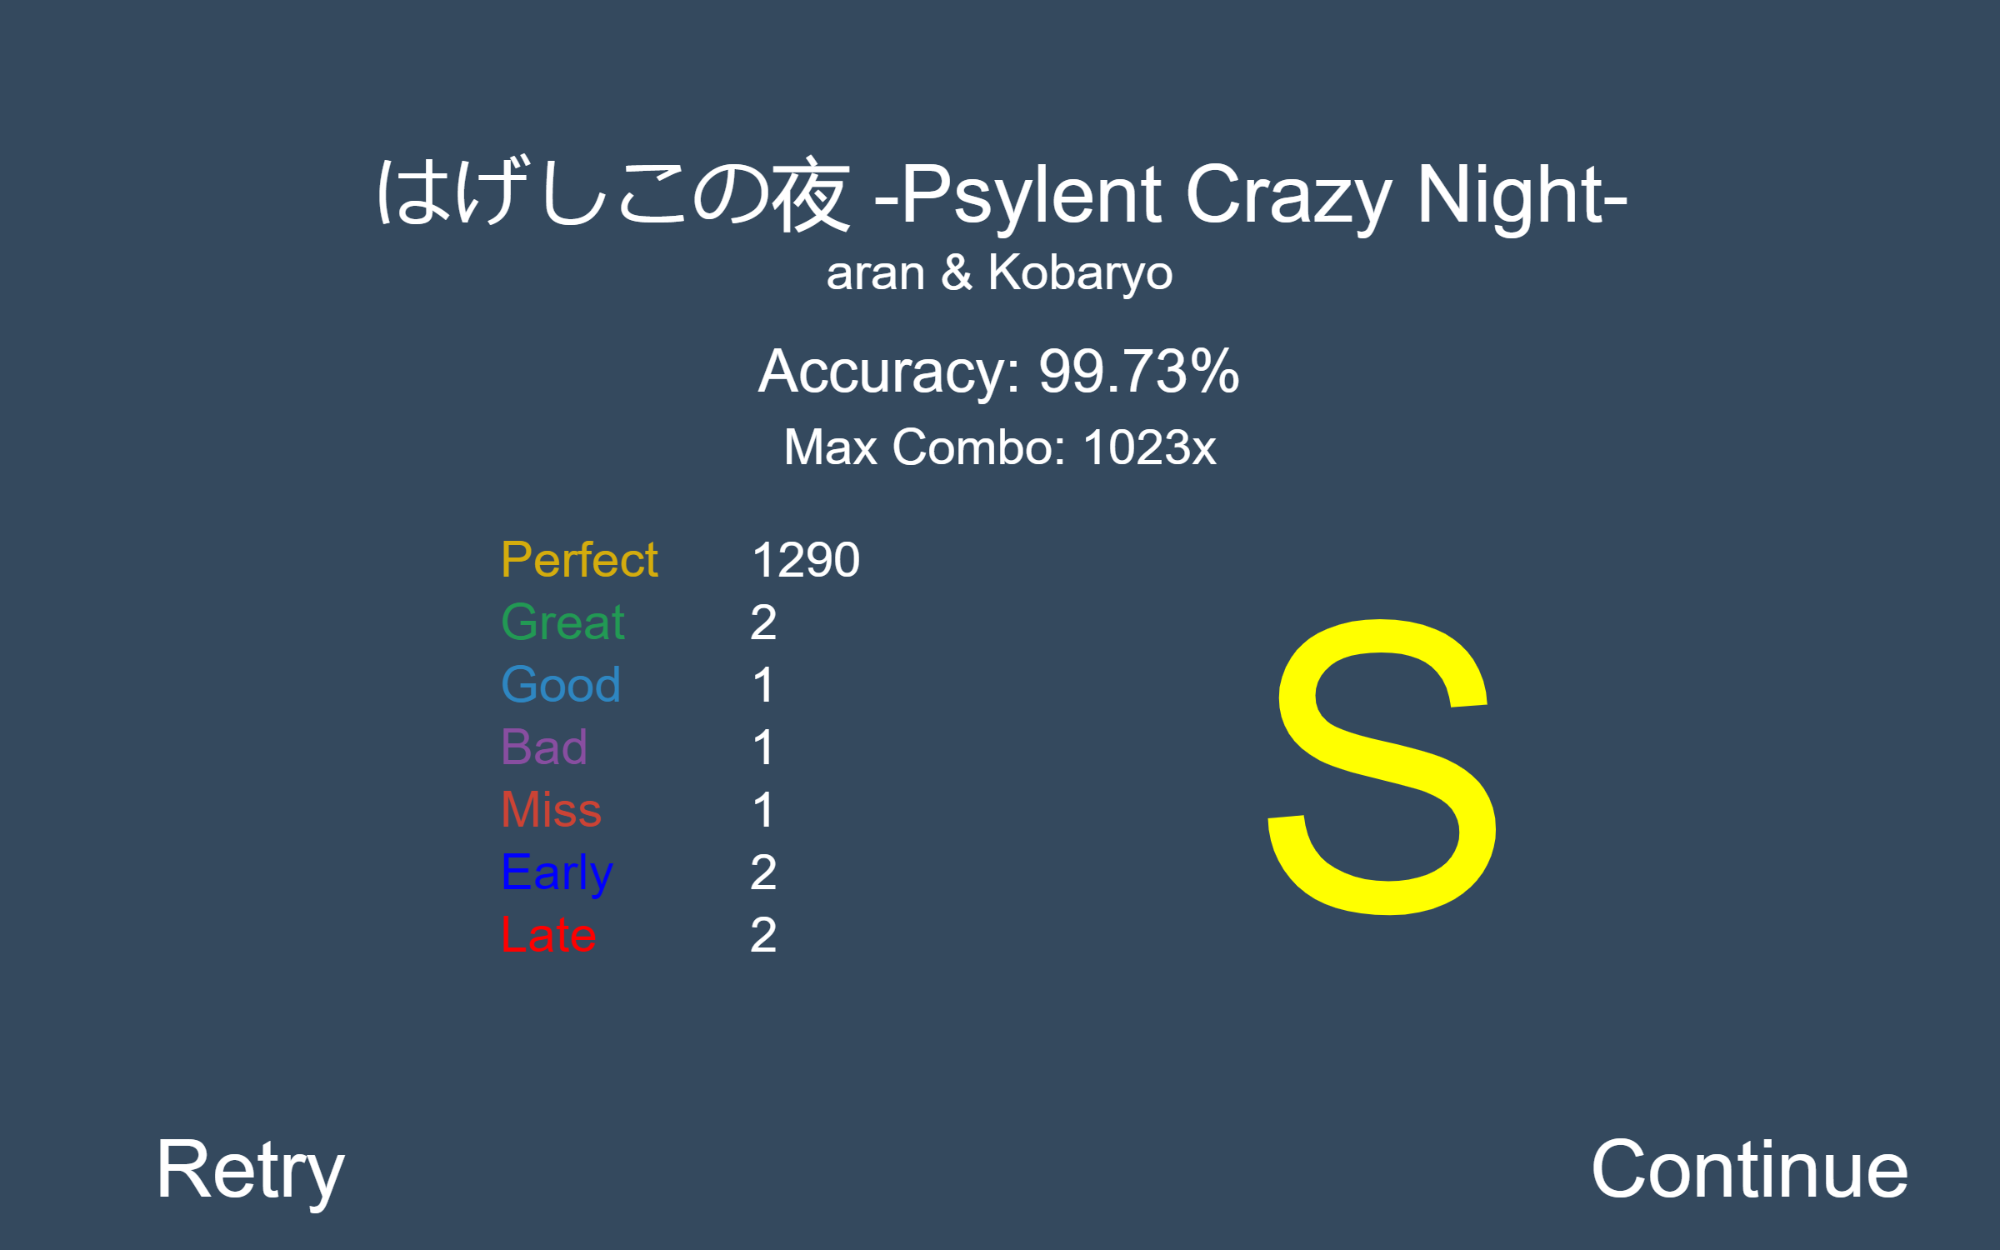 はげしこの夜 -Psylent Crazy Night-
aran & Kobaryo
Accuracy: 99.73%
Max Combo: 1023x
Perfect 1290
Great 2
Good 1
Bad 1
Miss 1
Early 2
Late 2
S
Retry
Continue